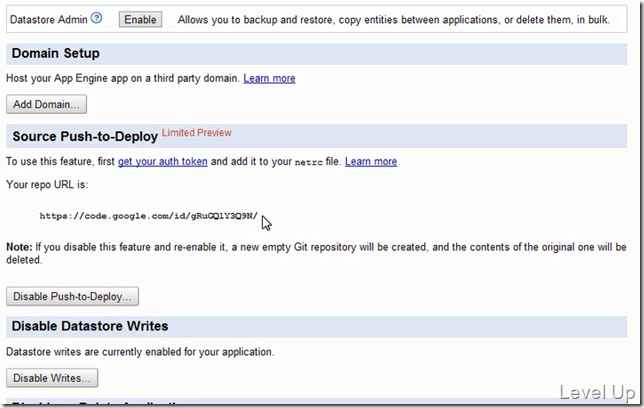 Datastore Admin ? Enable Allows you to backup and restore, copy entities between applications, or delete them, in bulk.
Domain Setup
Host your App Engine app on a third party domain. Learn more
Add Domain...
Source Push-to-Deploy Limited Preview
To use this feature, first get your auth token and add it to your netrc file. Learn more
Your repo URL is:
https://code.google.com/id/gRuGQlY3Q9N/
Note: If you disable this feature and re-enable it, a new empty Git repository will be created, and the contents of the original one will be
deleted.
Disable Push-to-Deploy...
Disable Datastore Writes
Datastore writes are currently enabled for your application.
Disable Writes...
Level Up